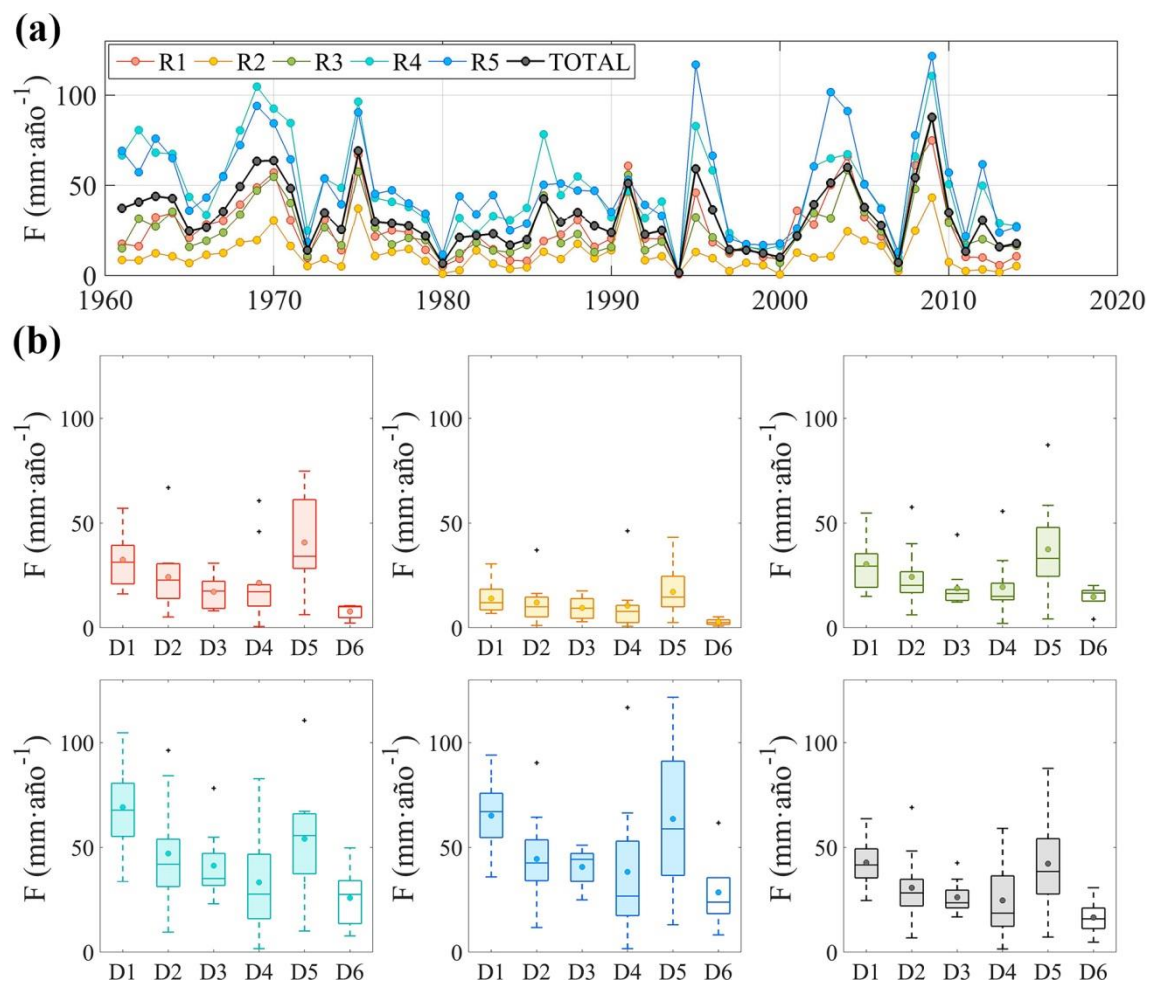 (a)
R1 R2 R3 R4 R5 TOTAL
F (mm·año⁻¹)
100
50
0
1960 1970 1980 1990 2000 2010 2020
(b)
F (mm·año⁻¹) F (mm·año⁻¹) F (mm·año⁻¹)
100 100 100
50 50 50
0 0 0
D1 D2 D3 D4 D5 D6 D1 D2 D3 D4 D5 D6 D1 D2 D3 D4 D5 D6
F (mm·año⁻¹) F (mm·año⁻¹) F (mm·año⁻¹)
100 100 100
50 50 50
0 0 0
D1 D2 D3 D4 D5 D6 D1 D2 D3 D4 D5 D6 D1 D2 D3 D4 D5 D6